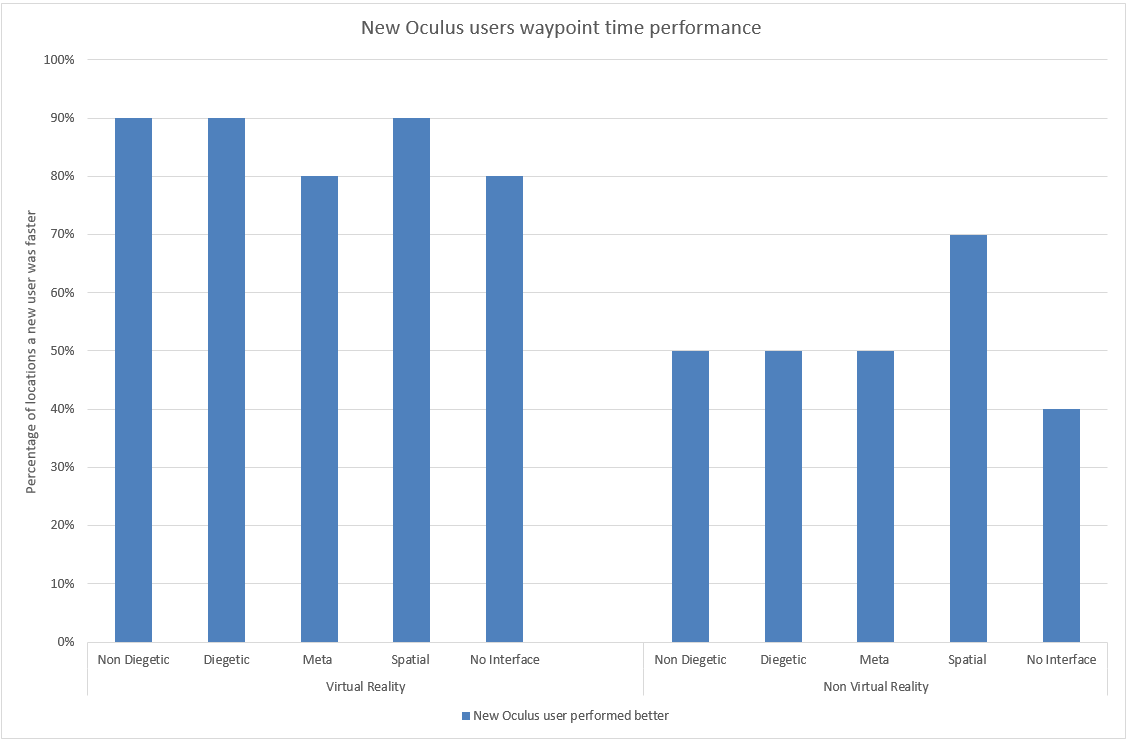 New Oculus users waypoint time performance
Percentage of locations a new user was faster
100%
90%
80%
70%
60%
50%
40%
30%
20%
10%
0%
Non Diegetic Diegetic Meta Spatial No Interface Non Diegetic Diegetic Meta Spatial No Interface
Virtual Reality Non Virtual Reality
New Oculus user performed better